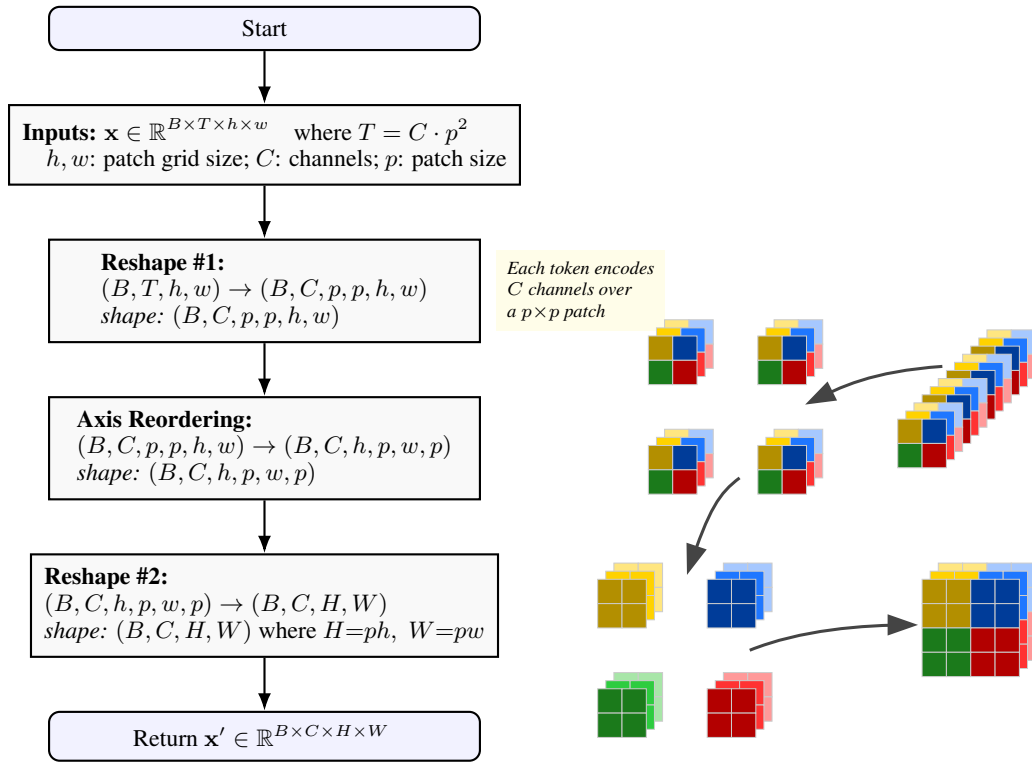 Start
Inputs: x ∈ ℝ^{B×T×h×w} where T = C · p²
h, w: patch grid size; C: channels; p: patch size
Reshape #1:
(B, T, h, w) → (B, C, p, p, h, w)
shape: (B, C, p, p, h, w)
Each token encodes
C channels over
a p×p patch
Axis Reordering:
(B, C, p, p, h, w) → (B, C, h, p, w, p)
shape: (B, C, h, p, w, p)
Reshape #2:
(B, C, h, p, w, p) → (B, C, H, W)
shape: (B, C, H, W) where H=ph, W=pw
Return x′ ∈ ℝ^{B×C×H×W}